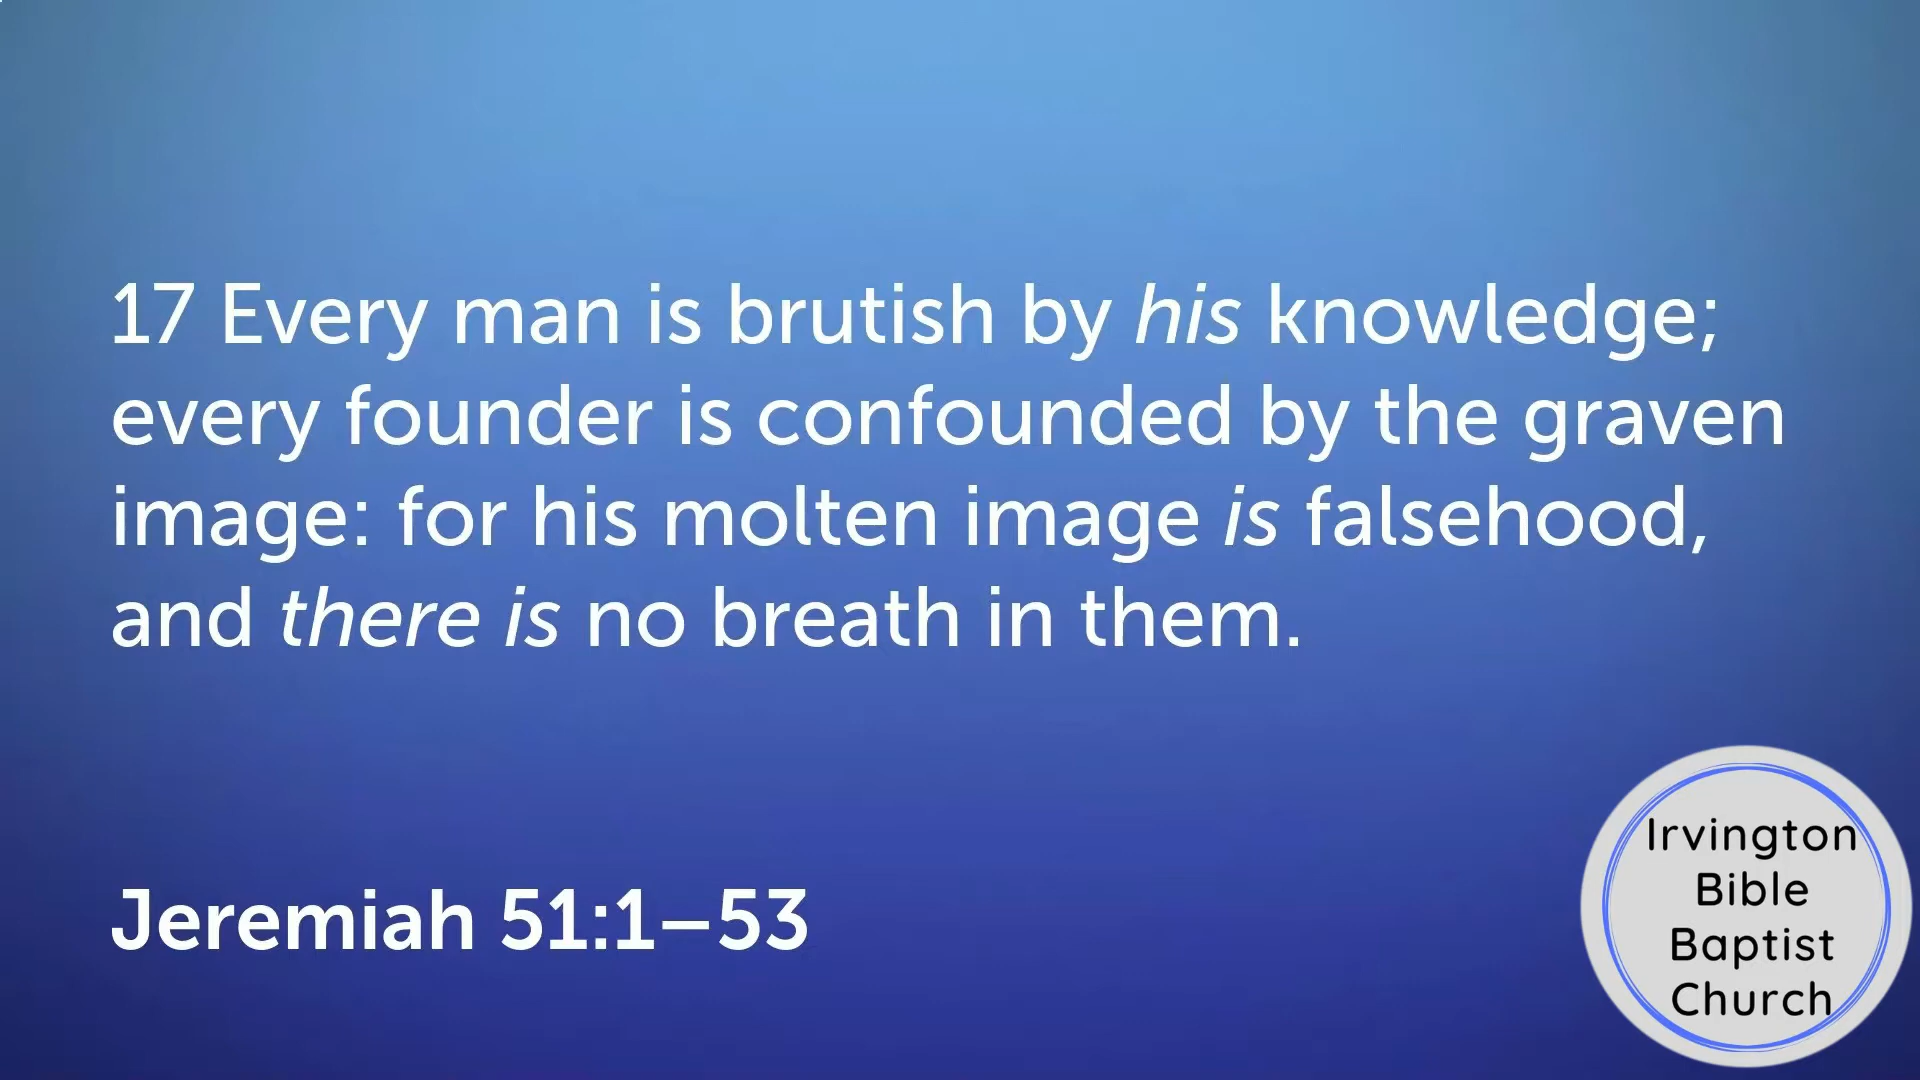 17 Every man is brutish by his knowledge;
every founder is confounded by the graven
image: for his molten image is falsehood,
and there is no breath in them.
Jeremiah 51:1–53
Irvington
Bible
Baptist
Church